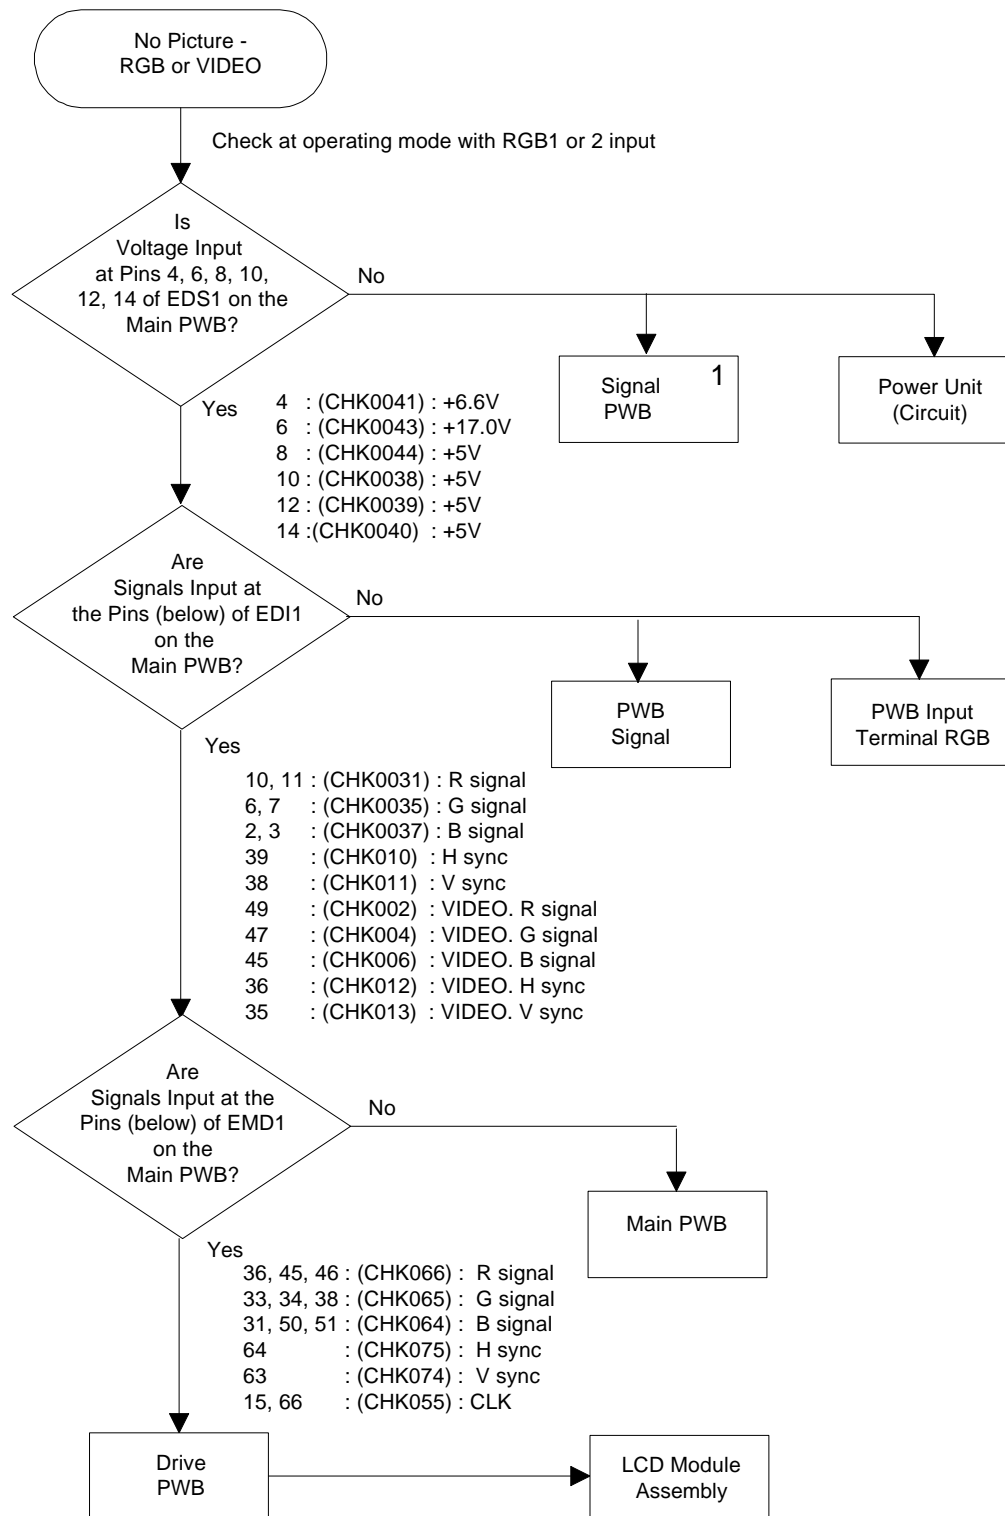 No Picture -
RGB or VIDEO
Check at operating mode with RGB1 or 2 input
Is
Voltage Input
at Pins 4, 6, 8, 10,
12, 14 of EDS1 on the
Main PWB?
No
Signal
PWB
1
Power Unit
(Circuit)
Yes
4 : (CHK0041) : +6.6V
6 : (CHK0043) : +17.0V
8 : (CHK0044) : +5V
10 : (CHK0038) : +5V
12 : (CHK0039) : +5V
14 :(CHK0040) : +5V
Are
Signals Input at
the Pins (below) of EDI1
on the
Main PWB?
No
PWB
Signal
PWB Input
Terminal RGB
Yes
10, 11 : (CHK0031) : R signal
6, 7 : (CHK0035) : G signal
2, 3 : (CHK0037) : B signal
39 : (CHK010) : H sync
38 : (CHK011) : V sync
49 : (CHK002) : VIDEO. R signal
47 : (CHK004) : VIDEO. G signal
45 : (CHK006) : VIDEO. B signal
36 : (CHK012) : VIDEO. H sync
35 : (CHK013) : VIDEO. V sync
Are
Signals Input at the
Pins (below) of EMD1
on the
Main PWB?
No
Main PWB
Yes
36, 45, 46 : (CHK066) : R signal
33, 34, 38 : (CHK065) : G signal
31, 50, 51 : (CHK064) : B signal
64 : (CHK075) : H sync
63 : (CHK074) : V sync
15, 66 : (CHK055) : CLK
Drive
PWB
LCD Module
Assembly